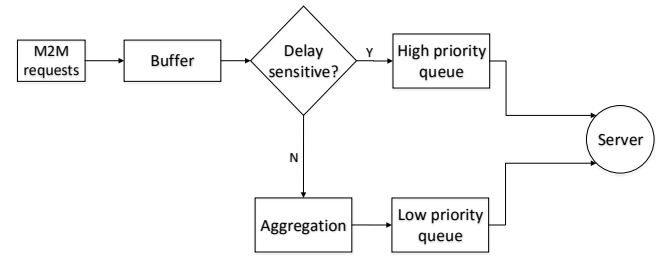 M2M
requests
Buffer
Delay
sensitive?
Y
High priority
queue
Server
N
Aggregation
Low priority
queue